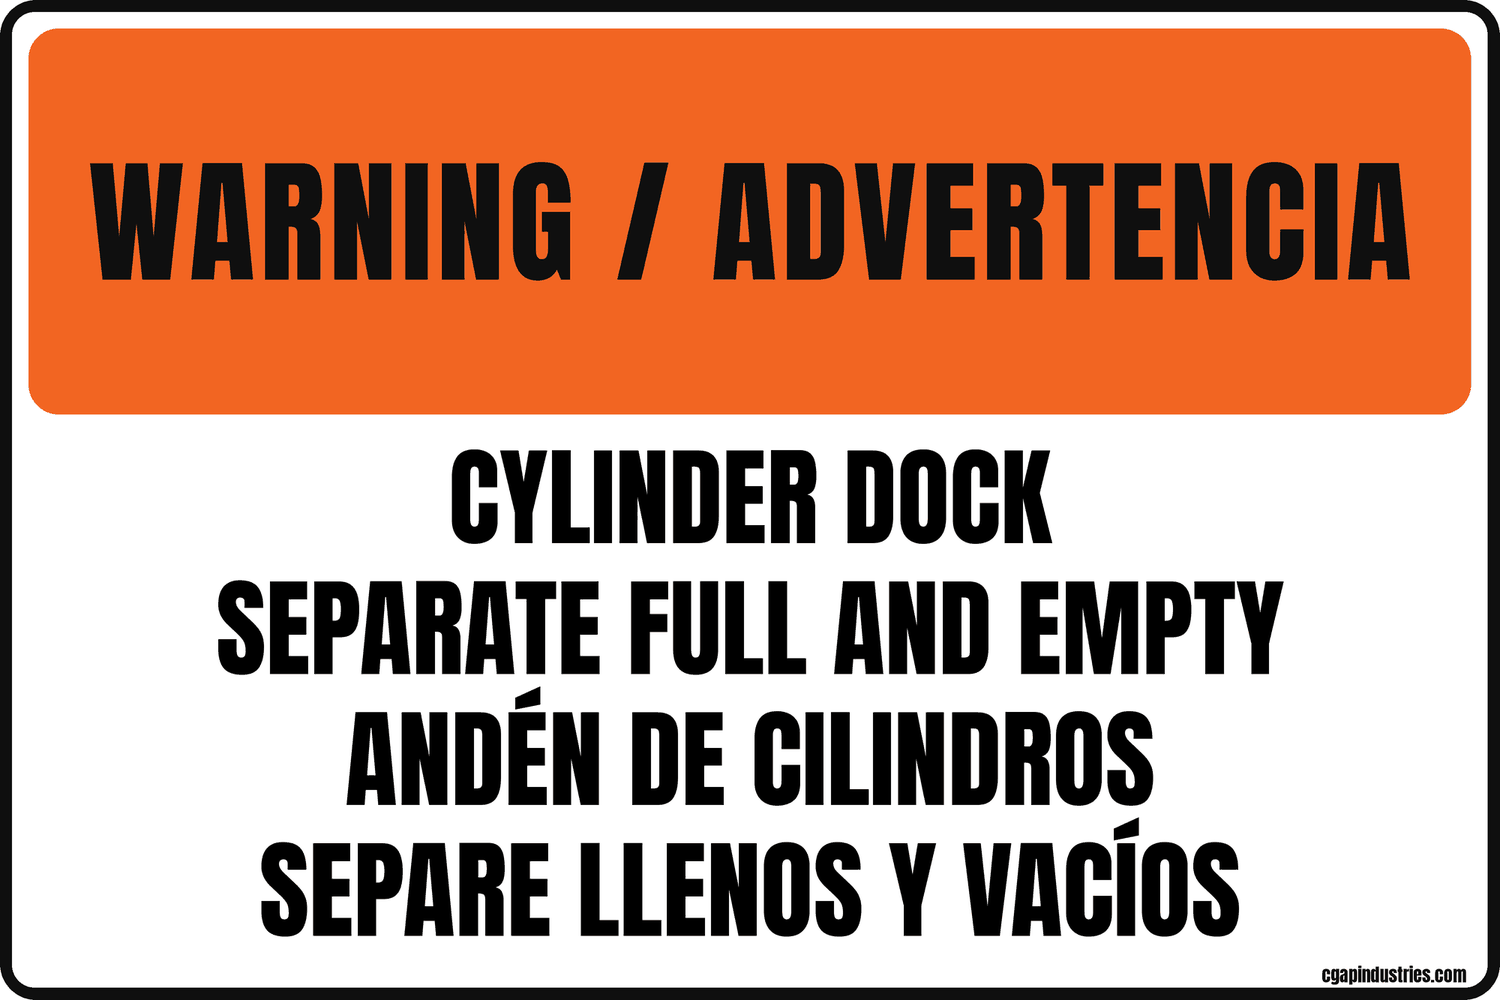 WARNING / ADVERTENCIA
CYLINDER DOCK
SEPARATE FULL AND EMPTY
ANDÉN DE CILINDROS
SEPARE LLENOS Y VACÍOS
cgapindustries.com